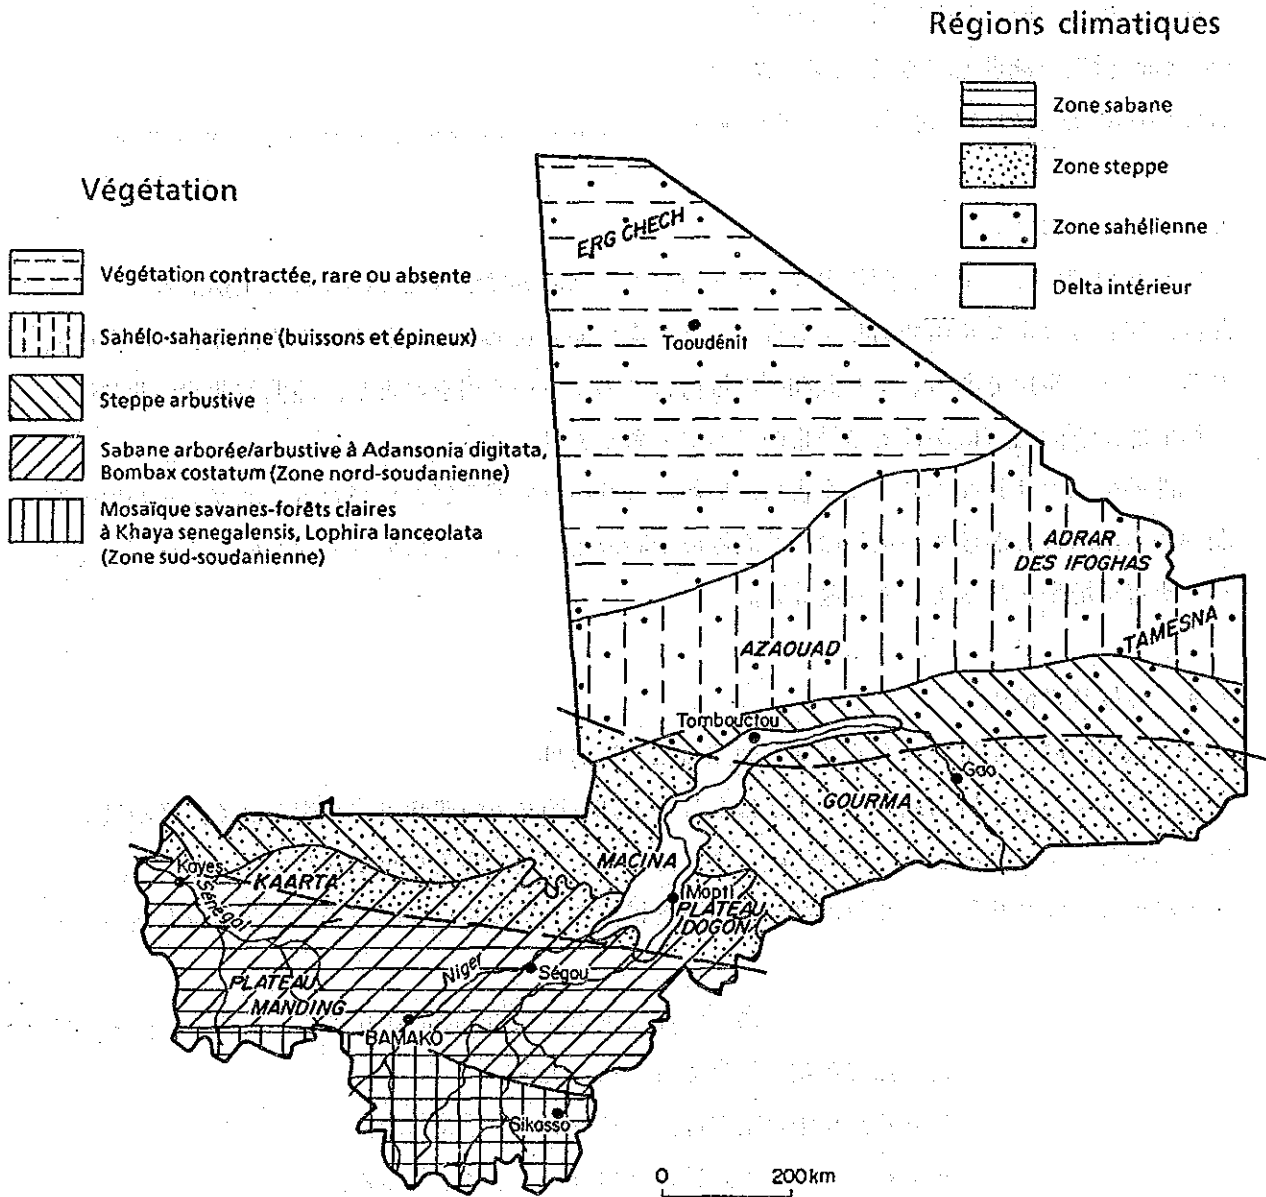 Régions climatiques
Zone sabane
Zone steppe
Zone sahélienne
Delta intérieur
Végétation
Végétation contractée, rare ou absente
Sahélo-saharienne (buissons et épineux)
Steppe arbustive
Sabane arborée/arbustive à Adansonia digitata,
Bombax costatum (Zone nord-soudanienne)
Mosaïque savanes-forêts claires
à Khaya senegalensis, Lophira lanceolata
(Zone sud-soudanienne)
ERG CHECH
Taoudénit
ADRAR
DES IFOGHAS
TAMESNA
AZAOUAD
Tombouctou
Gao
GOURMA
MACINA
Kayes
KAARTA
Sénégal
Mopti
PLATEAU
DOGON
Niger
Ségou
PLATEAU
MANDING
BAMAKO
Sikasso
0 200 km